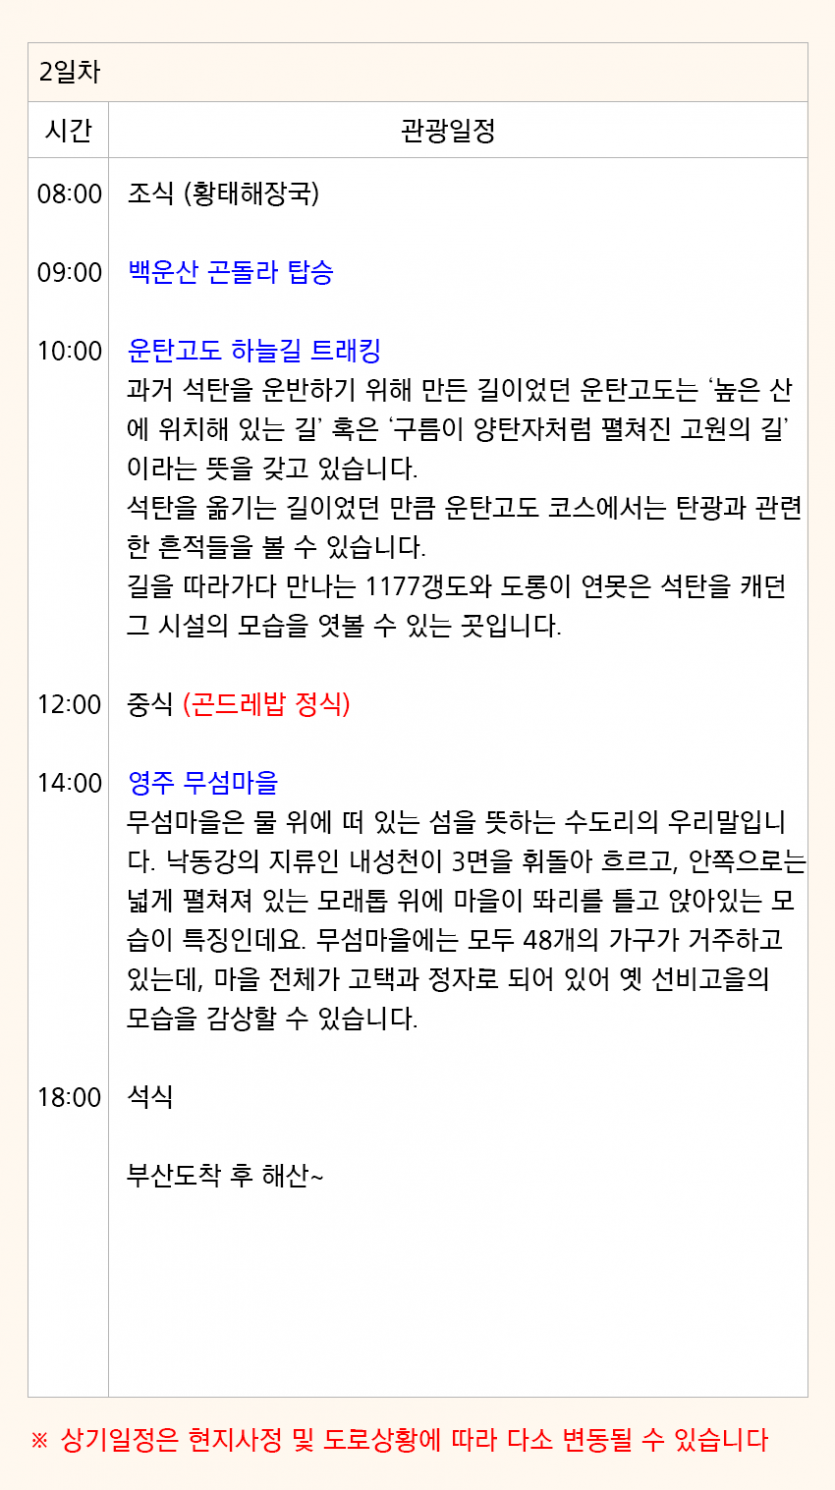 2일차
시간 관광일정
08:00 조식 (황태해장국)
09:00 백운산 곤돌라 탑승
10:00 운탄고도 하늘길 트래킹
과거 석탄을 운반하기 위해 만든 길이었던 운탄고도는 ‘높은 산
에 위치해 있는 길’ 혹은 ‘구름이 양탄자처럼 펼쳐진 고원의 길’
이라는 뜻을 갖고 있습니다.
석탄을 옮기는 길이었던 만큼 운탄고도 코스에서는 탄광과 관련
한 흔적들을 볼 수 있습니다.
길을 따라가다 만나는 1177갱도와 도롱이 연못은 석탄을 캐던
그 시설의 모습을 엿볼 수 있는 곳입니다.
12:00 중식 (곤드레밥 정식)
14:00 영주 무섬마을
무섬마을은 물 위에 떠 있는 섬을 뜻하는 수도리의 우리말입니
다. 낙동강의 지류인 내성천이 3면을 휘돌아 흐르고, 안쪽으로는
넓게 펼쳐져 있는 모래톱 위에 마을이 똬리를 틀고 앉아있는 모
습이 특징인데요. 무섬마을에는 모두 48개의 가구가 거주하고
있는데, 마을 전체가 고택과 정자로 되어 있어 옛 선비고을의
모습을 감상할 수 있습니다.
18:00 석식
부산도착 후 해산~
※ 상기일정은 현지사정 및 도로상황에 따라 다소 변동될 수 있습니다